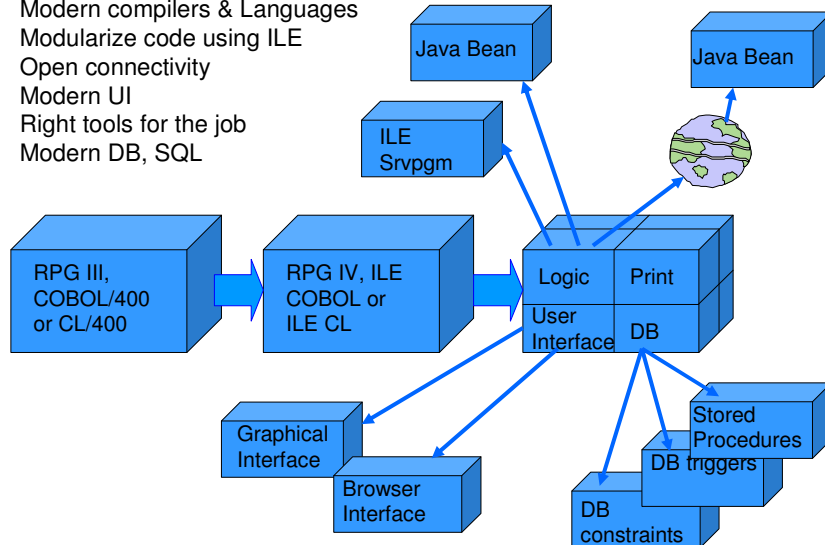 Modern compilers & Languages
Modularize code using ILE
Open connectivity
Modern UI
Right tools for the job
Modern DB, SQL
Java Bean
Java Bean
ILE
Srvpgm
RPG III,
COBOL/400
or CL/400
RPG IV, ILE
COBOL or
ILE CL
Logic
Print
User
Interface
DB
Graphical
Interface
Browser
Interface
Stored
Procedures
DB triggers
DB
constraints